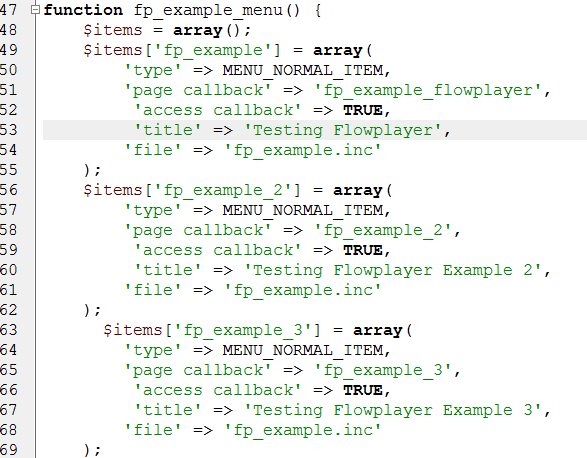 47 function fp_example_menu() {
48     $items = array();
49     $items['fp_example'] = array(
50         'type' => MENU_NORMAL_ITEM,
51         'page callback' => 'fp_example_flowplayer',
52          'access callback' => TRUE,
53          'title' => 'Testing Flowplayer',
54         'file' => 'fp_example.inc'
55     );
56     $items['fp_example_2'] = array(
57         'type' => MENU_NORMAL_ITEM,
58         'page callback' => 'fp_example_2',
59          'access callback' => TRUE,
60          'title' => 'Testing Flowplayer Example 2',
61         'file' => 'fp_example.inc'
62     );
63       $items['fp_example_3'] = array(
64         'type' => MENU_NORMAL_ITEM,
65         'page callback' => 'fp_example_3',
66          'access callback' => TRUE,
67          'title' => 'Testing Flowplayer Example 3',
68         'file' => 'fp_example.inc'
69     );